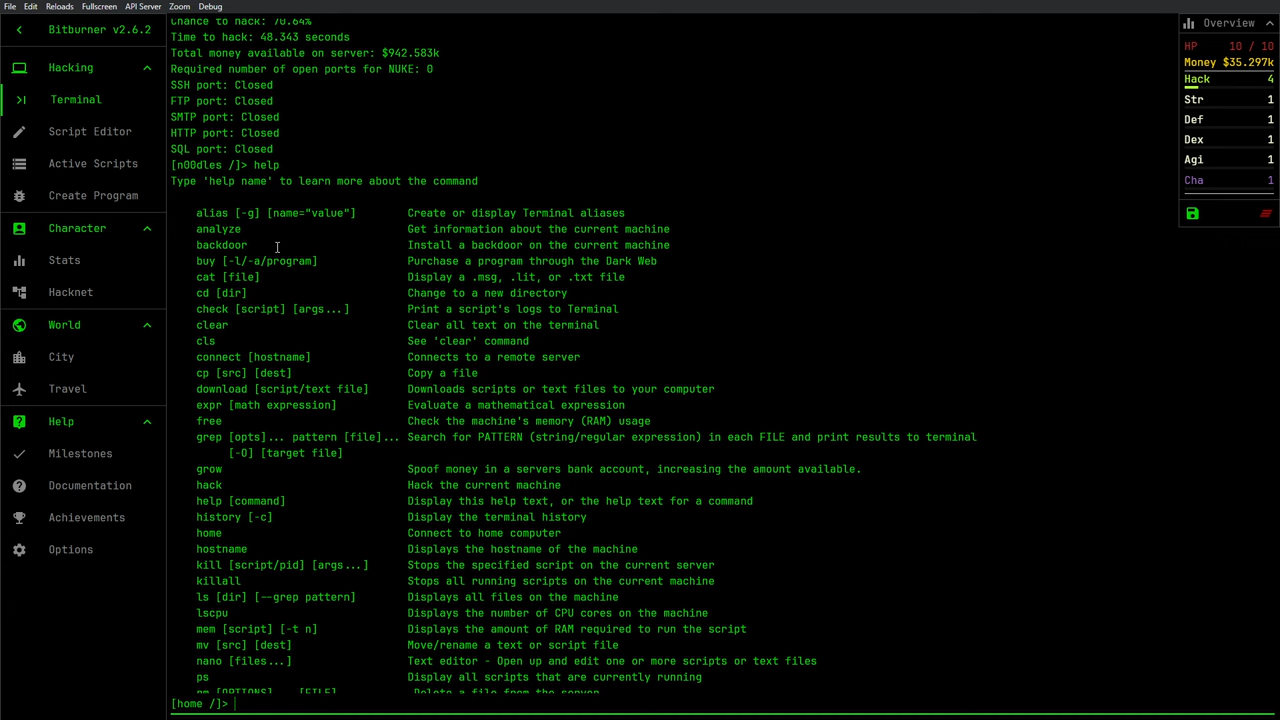 File Edit Reloads Fullscreen API Server Zoom Debug
Bitburner v2.6.2
Hacking
Terminal
Script Editor
Active Scripts
Create Program
Character
Stats
Hacknet
World
City
Travel
Help
Milestones
Documentation
Achievements
Options
Chance to hack: 70.64%
Time to hack: 48.343 seconds
Total money available on server: $942.583k
Required number of open ports for NUKE: 0
SSH port: Closed
FTP port: Closed
SMTP port: Closed
HTTP port: Closed
SQL port: Closed
[n00dles /]> help
Type 'help name' to learn more about the command
alias [-g] [name="value"] Create or display Terminal aliases
analyze Get information about the current machine
backdoor Install a backdoor on the current machine
buy [-l/-a/program] Purchase a program through the Dark Web
cat [file] Display a .msg, .lit, or .txt file
cd [dir] Change to a new directory
check [script] [args...] Print a script's logs to Terminal
clear Clear all text on the terminal
cls See 'clear' command
connect [hostname] Connects to a remote server
cp [src] [dest] Copy a file
download [script/text file] Downloads scripts or text files to your computer
expr [math expression] Evaluate a mathematical expression
free Check the machine's memory (RAM) usage
grep [opts]... pattern [file]... Search for PATTERN (string/regular expression) in each FILE and print results to terminal
[-O] [target file]
grow Spoof money in a servers bank account, increasing the amount available.
hack Hack the current machine
help [command] Display this help text, or the help text for a command
history [-c] Display the terminal history
home Connect to home computer
hostname Displays the hostname of the machine
kill [script/pid] [args...] Stops the specified script on the current server
killall Stops all running scripts on the current machine
ls [dir] [--grep pattern] Displays all files on the machine
lscpu Displays the number of CPU cores on the machine
mem [script] [-t n] Displays the amount of RAM required to run the script
mv [src] [dest] Move/rename a text or script file
nano [files...] Text editor - Open up and edit one or more scripts or text files
ps Display all scripts that are currently running
rm [OPTIONS]... [FILE]... Delete a file from the server
[home /]>
Overview
HP 10 / 10
Money $35.297k
Hack 4
Str 1
Def 1
Dex 1
Agi 1
Cha 1